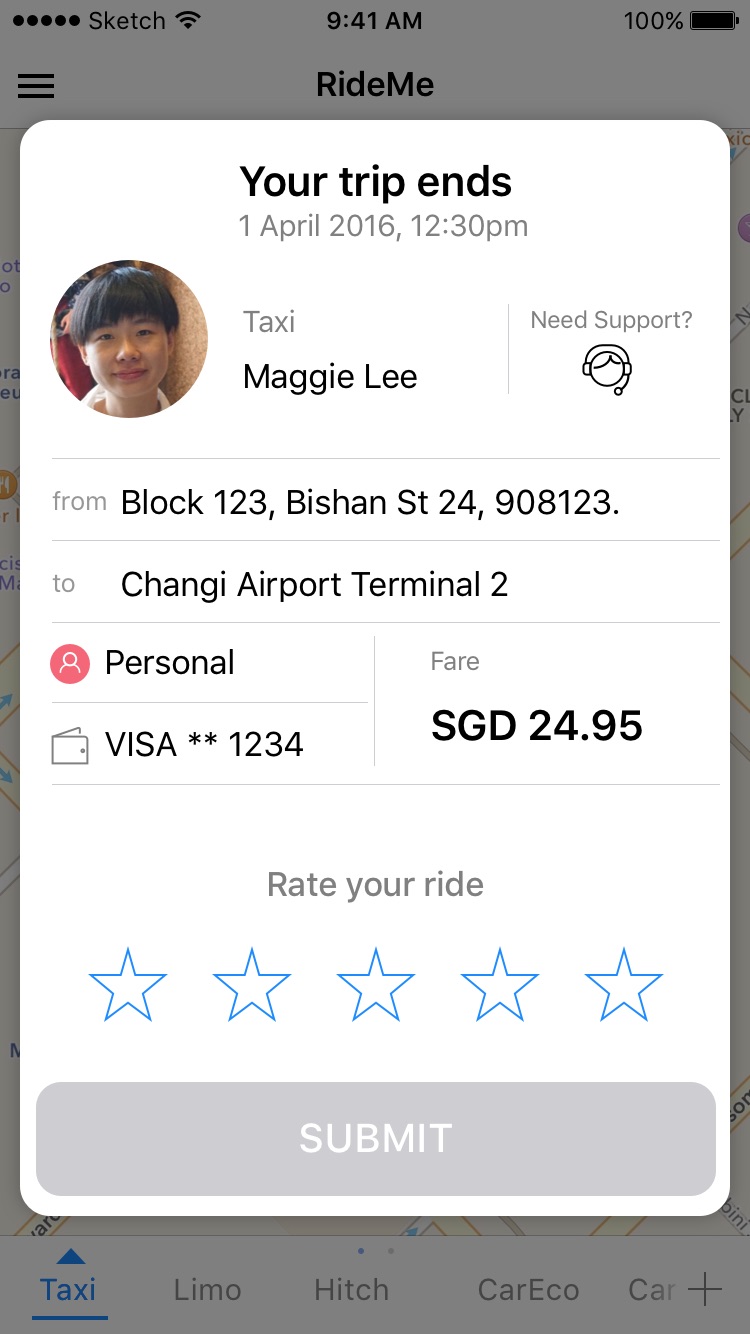 Sketch 9:41 AM 100%
RideMe
Your trip ends
1 April 2016, 12:30pm
Taxi
Need Support?
Maggie Lee
from Block 123, Bishan St 24, 908123.
to Changi Airport Terminal 2
Personal
Fare
VISA ** 1234
SGD 24.95
Rate your ride
SUBMIT
Taxi Limo Hitch CarEco Car